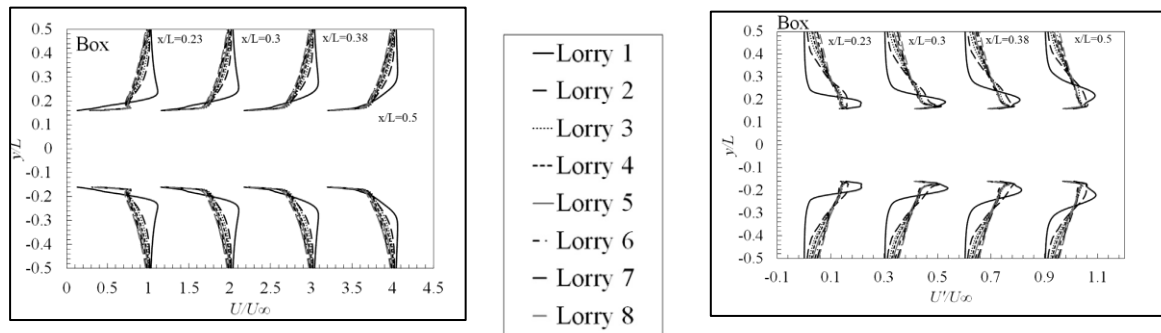 Box
x/L=0.23
x/L=0.3
x/L=0.38
x/L=0.5
0.5
0.4
0.3
0.2
0.1
0
-0.1
-0.2
-0.3
-0.4
-0.5
y/L
0 0.5 1 1.5 2 2.5 3 3.5 4 4.5
U/U∞
Lorry 1
Lorry 2
Lorry 3
Lorry 4
Lorry 5
Lorry 6
Lorry 7
Lorry 8
Box
x/L=0.23 x/L=0.3 x/L=0.38 x/L=0.5
0.5
0.4
0.3
0.2
0.1
0
-0.1
-0.2
-0.3
-0.4
-0.5
y/L
-0.1 0.1 0.3 0.5 0.7 0.9 1.1
U'/U∞